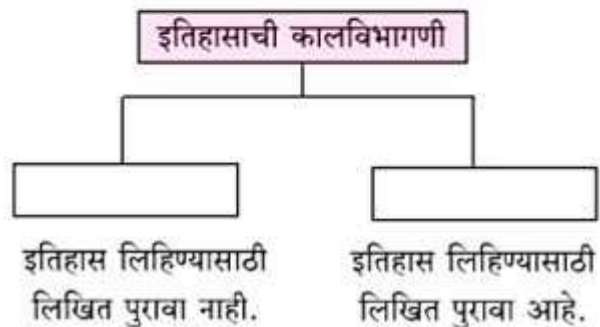 इतिहासाची कालविभागणी
इतिहास लिहिण्यासाठी
लिखित पुरावा नाही.
इतिहास लिहिण्यासाठी
लिखित पुरावा आहे.